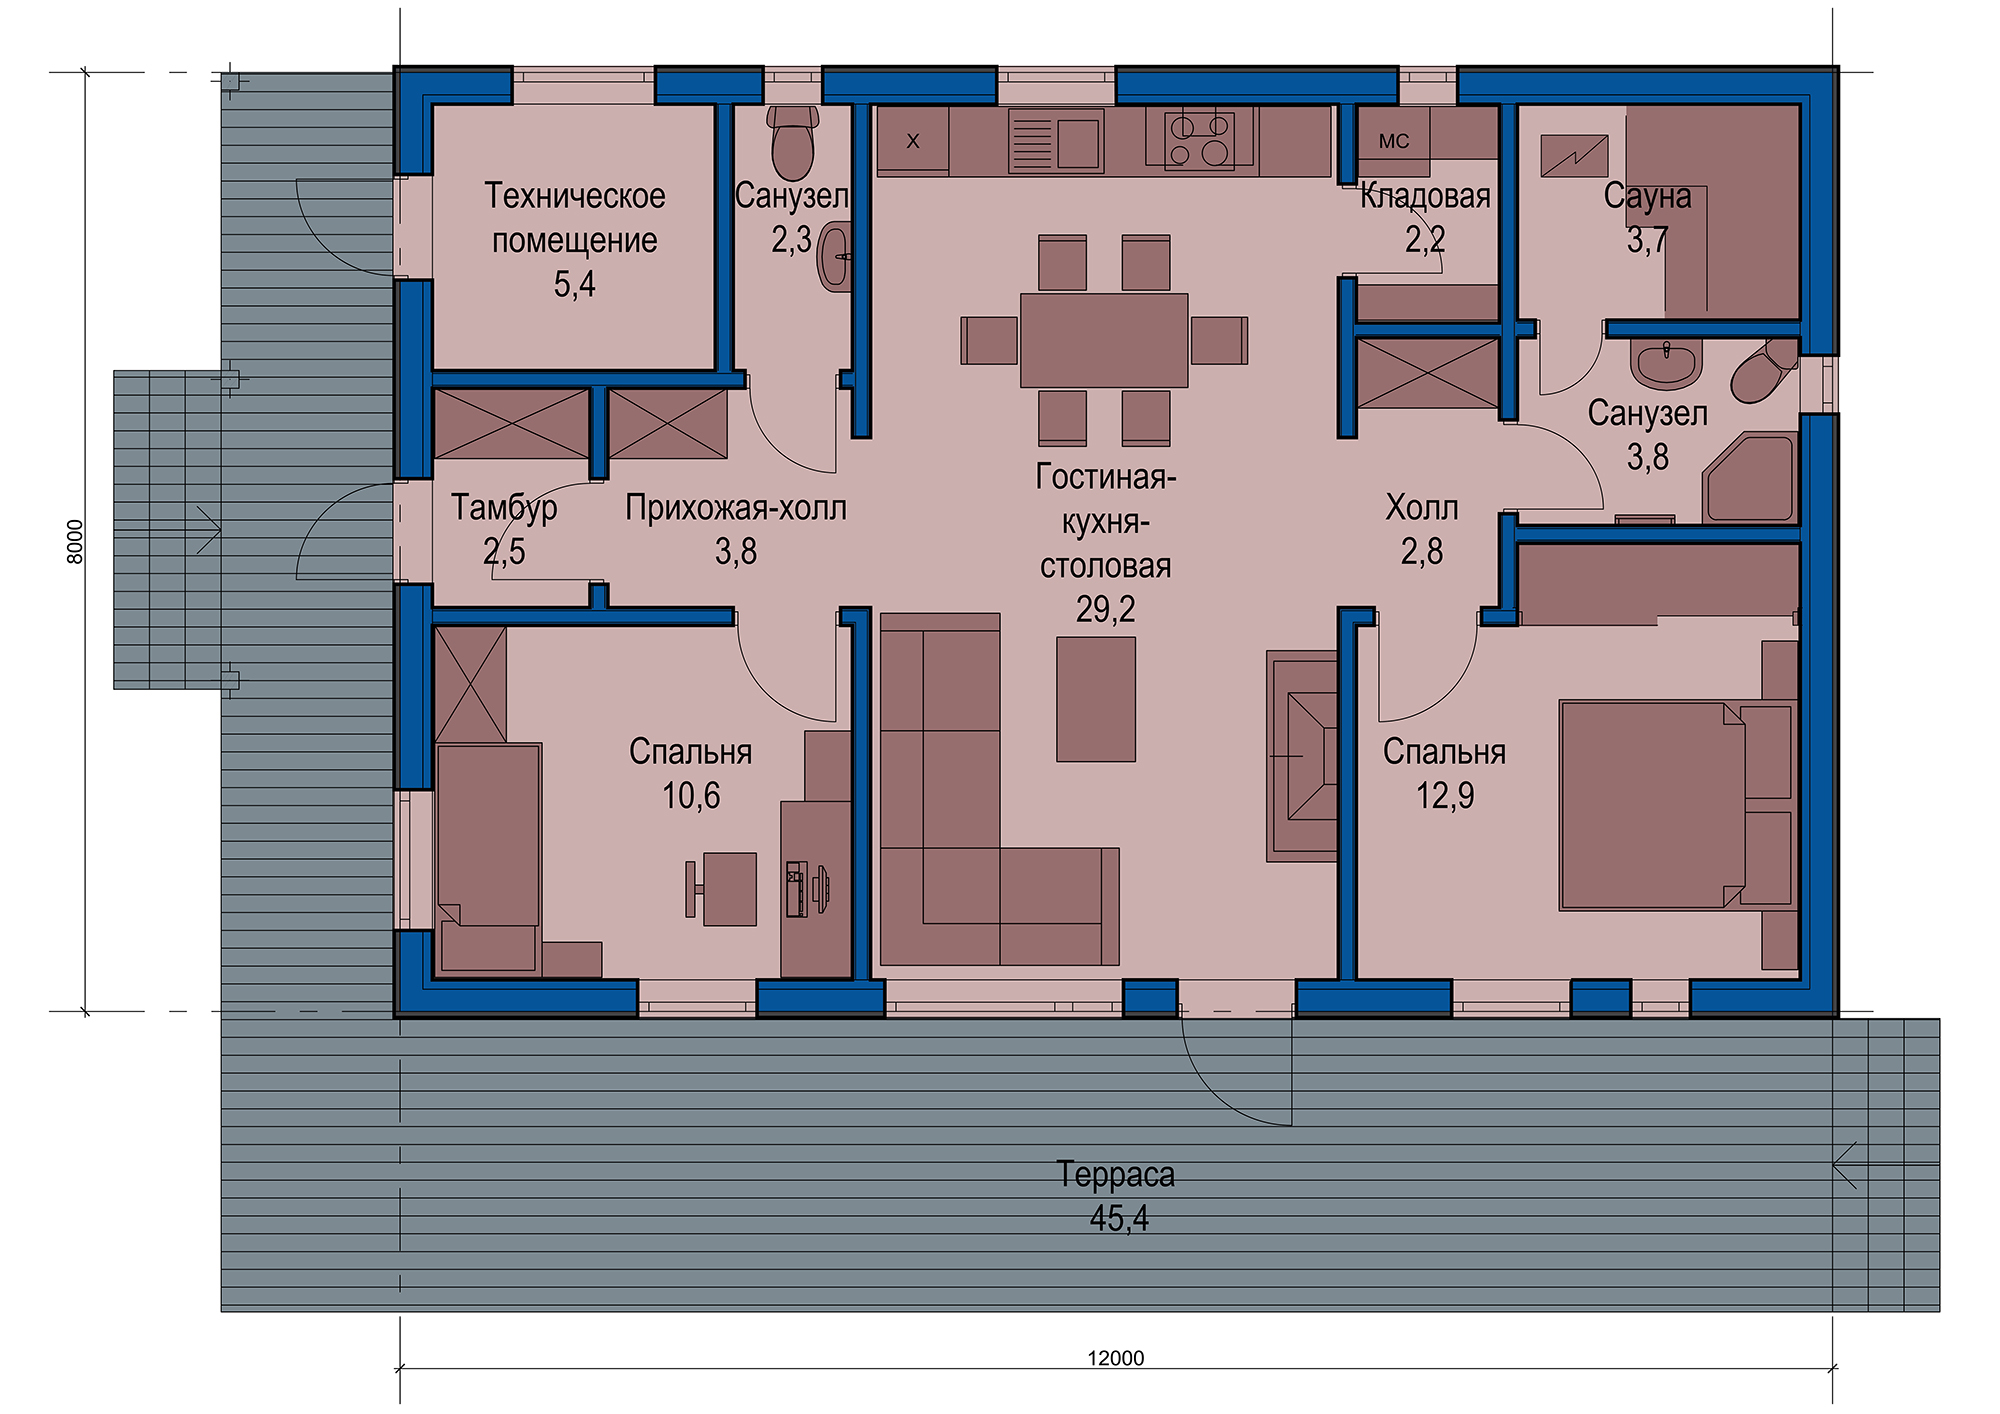 X
МС
Техническое
помещение
5,4
Санузел
2,3
Кладовая
2,2
Сауна
3,7
Санузел
3,8
Тамбур
2,5
Прихожая-холл
3,8
Гостиная-
кухня-
столовая
29,2
Холл
2,8
8000
Спальня
10,6
Спальня
12,9
Терраса
45,4
12000